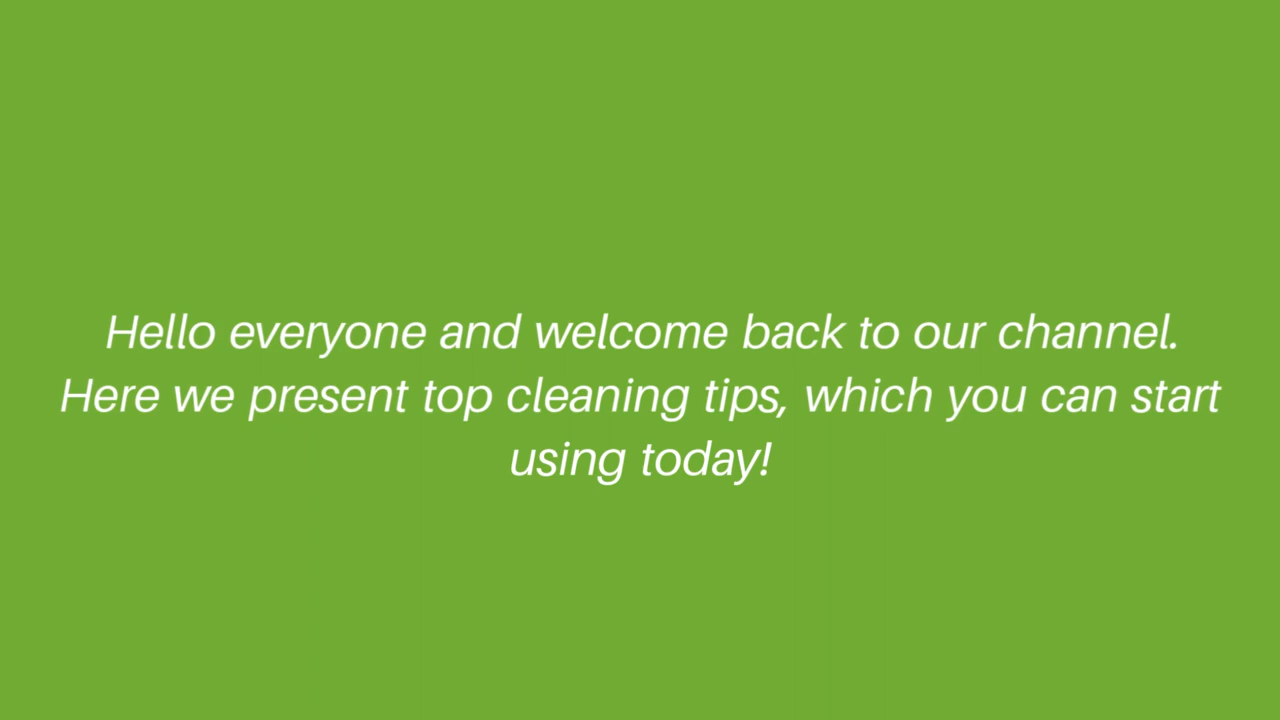 Hello everyone and welcome back to our channel.
Here we present top cleaning tips, which you can start
using today!